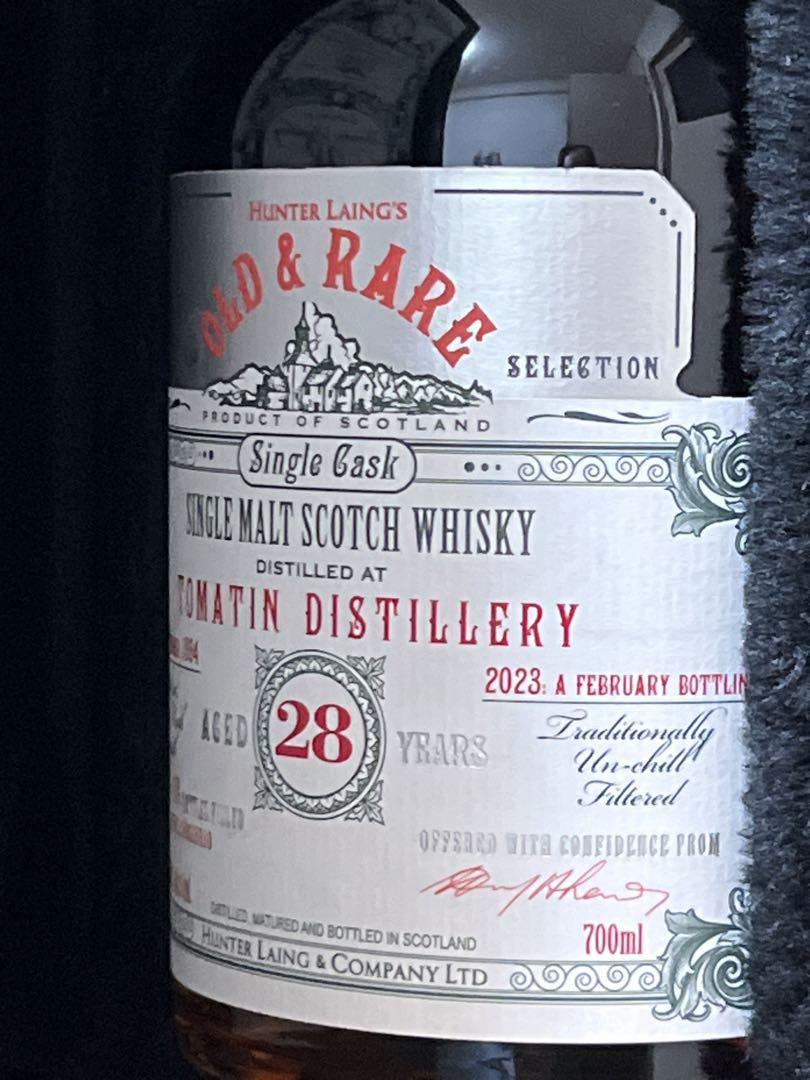 HUNTER LAING'S
OLD & RARE
SELECTION
PRODUCT OF SCOTLAND
Single Cask
SINGLE MALT SCOTCH WHISKY
DISTILLED AT
TOMATIN DISTILLERY
1994
2023: A FEBRUARY BOTTLIN
AGED 28 YEARS
Traditionally
Un-chill
Filtered
OFFERED WITH CONFIDENCE FROM
DISTILLED, MATURED AND BOTTLED IN SCOTLAND
700ml
HUNTER LAING & COMPANY LTD